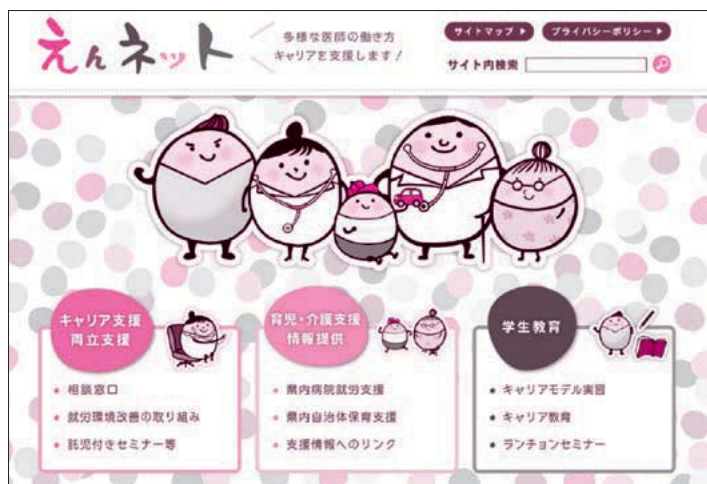 えんネット
多様な医師の働き方
キャリアを支援します！
サイトマップ
プライバシーポリシー
サイト内検索
キャリア支援
両立支援
相談窓口
就労環境改善の取り組み
託児付きセミナー等
育児・介護支援
情報提供
県内病院就労支援
県内自治体保育支援
支援情報へのリンク
学生教育
キャリアモデル実習
キャリア教育
ランチョンセミナー